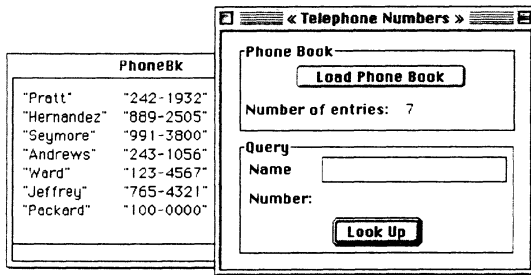 PhoneBk
"Pratt" "242-1932"
"Hernandez" "889-2505"
"Seymore" "991-3800"
"Andrews" "243-1056"
"Ward" "123-4567"
"Jeffrey" "765-4321"
"Packard" "100-0000"
« Telephone Numbers »
Phone Book
Load Phone Book
Number of entries: 7
Query
Name
Number:
Look Up